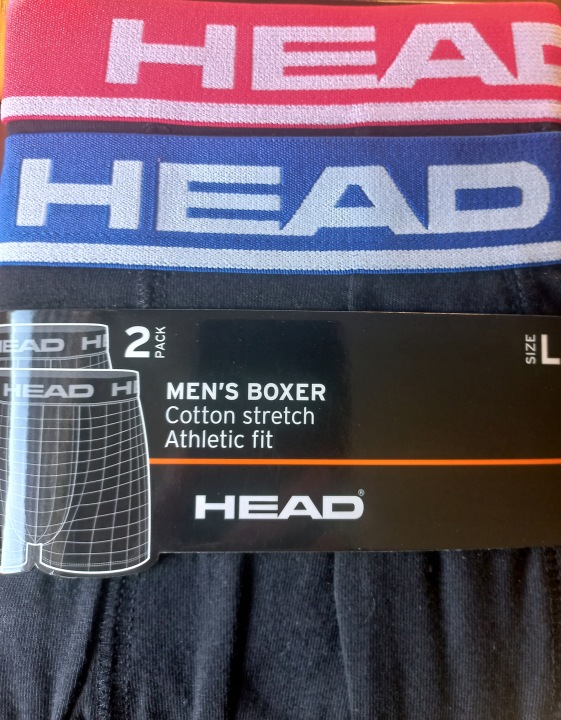 HEAD
HEAD
2 PACK
SIZE L
HEAD
HEAD
MEN'S BOXER
Cotton stretch
Athletic fit
HEAD®